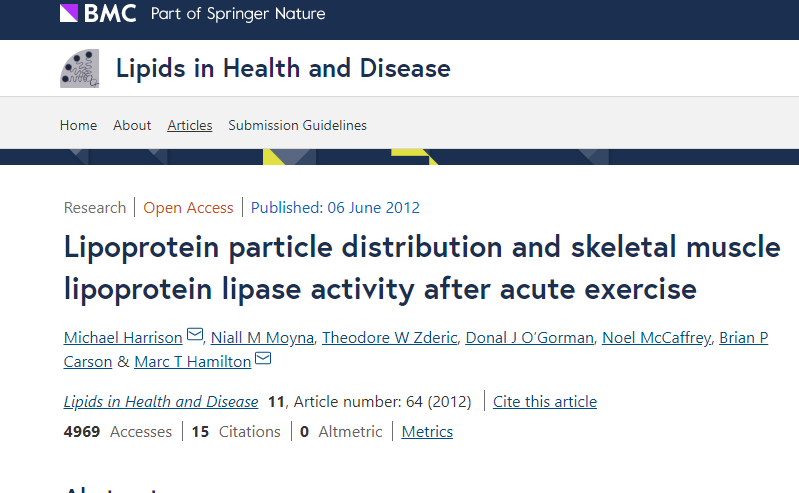 BMC Part of Springer Nature
Lipids in Health and Disease
Home About Articles Submission Guidelines
Research Open Access Published: 06 June 2012
Lipoprotein particle distribution and skeletal muscle
lipoprotein lipase activity after acute exercise
Michael Harrison, Niall M Moyna, Theodore W Zderic, Donal J O’Gorman, Noel McCaffrey, Brian P
Carson & Marc T Hamilton
Lipids in Health and Disease 11, Article number: 64 (2012) Cite this article
4969 Accesses 15 Citations 0 Altmetric Metrics